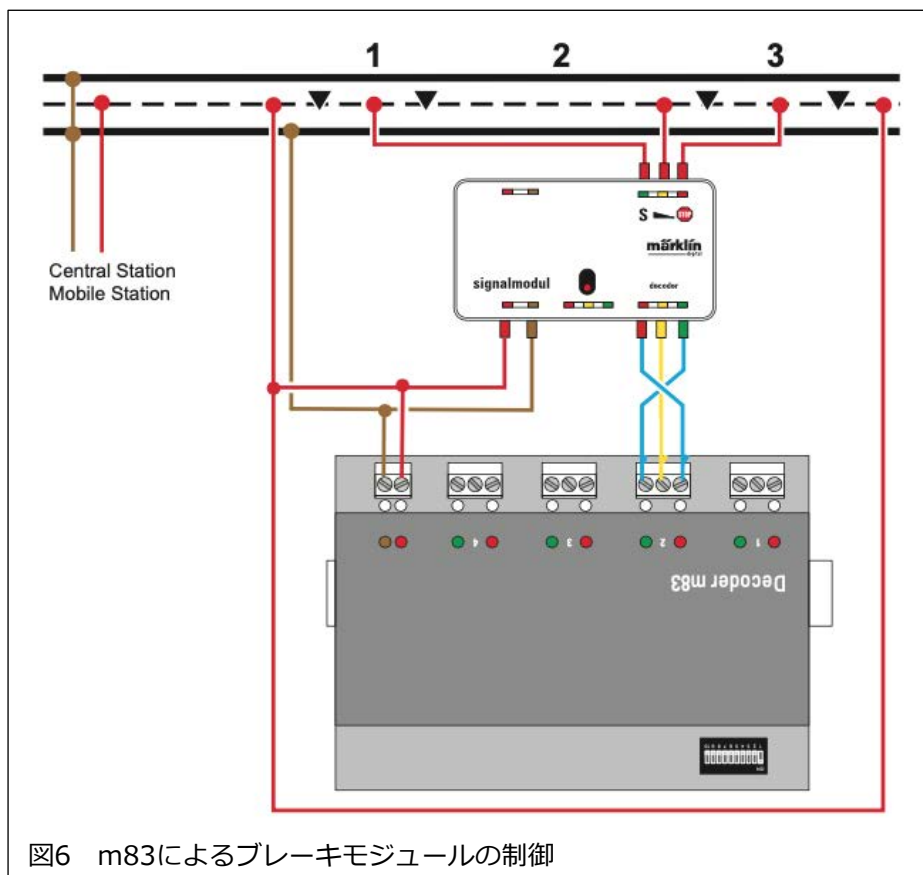 1 2 3
Central Station
Mobile Station
S STOP
märklin
digital
signalmodul
decoder
4 3 2 1
Decoder m83
図6 m83によるブレーキモジュールの制御